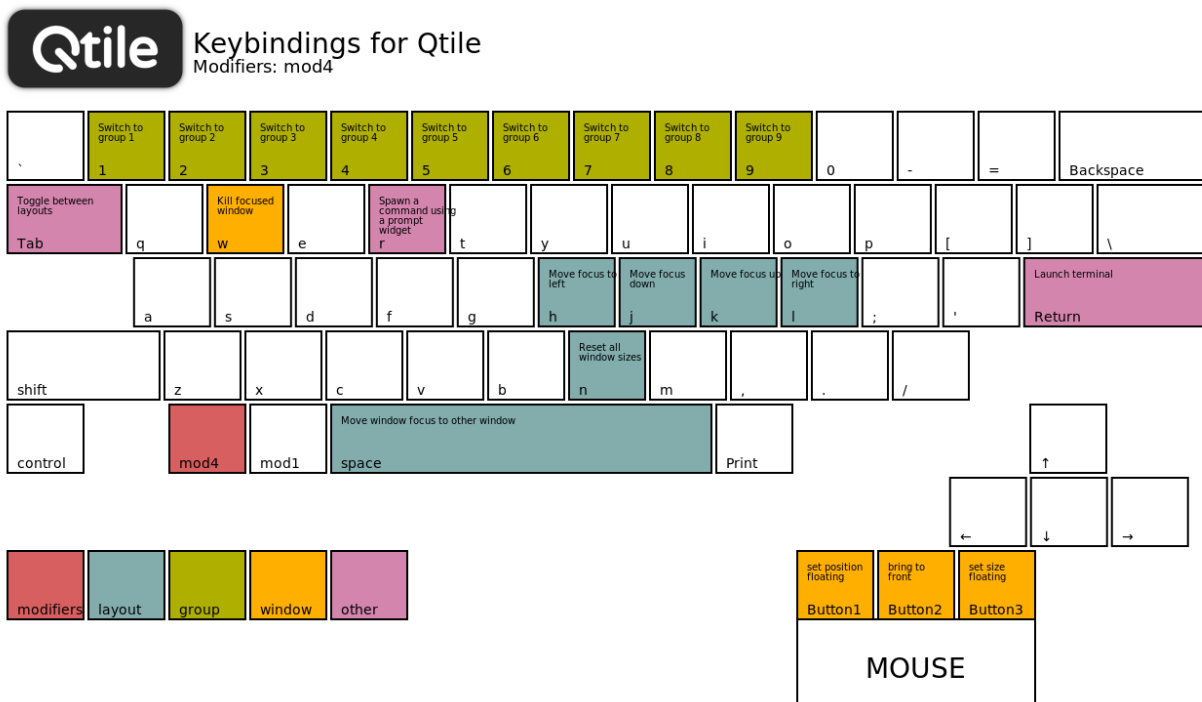 Qtile
Keybindings for Qtile
Modifiers: mod4
Switch to
group 1
Switch to
group 2
Switch to
group 3
Switch to
group 4
Switch to
group 5
Switch to
group 6
Switch to
group 7
Switch to
group 8
Switch to
group 9
` 1 2 3 4 5 6 7 8 9 0 - = Backspace
Toggle between
layouts
Kill focused
window
Spawn a
command using
a prompt
widget
Tab q w e r t y u i o p [ ] \
Move focus to
left
Move focus
down
Move focus up
Move focus to
right
Launch terminal
a s d f g h j k l ; ' Return
Reset all
window sizes
shift z x c v b n m , . /
Move window focus to other window
control mod4 mod1 space Print ↑
← ↓ →
modifiers layout group window other
set position
floating
bring to
front
set size
floating
Button1 Button2 Button3
MOUSE